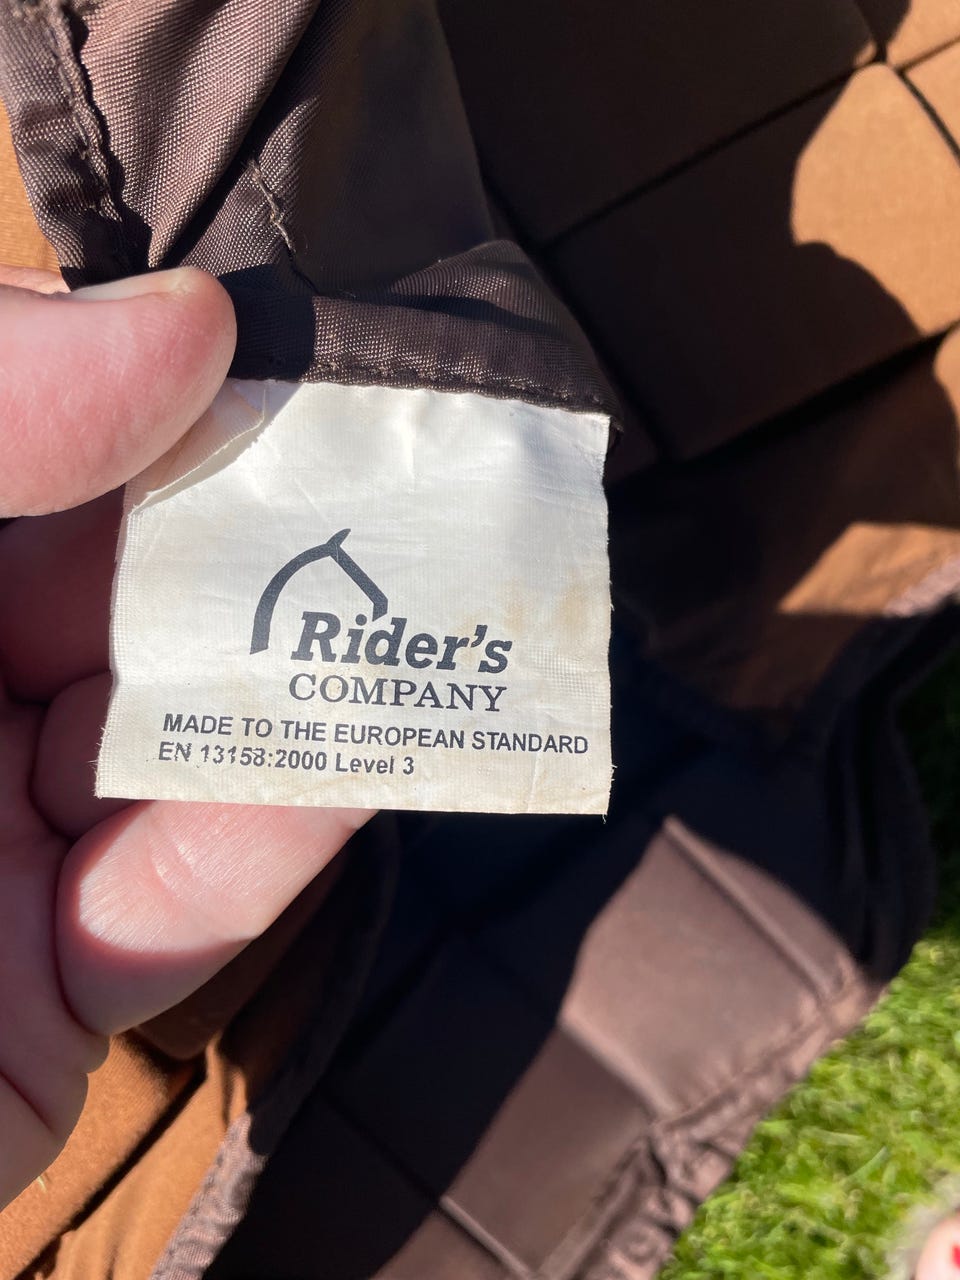 Rider's
COMPANY
MADE TO THE EUROPEAN STANDARD
EN 13158:2000 Level 3